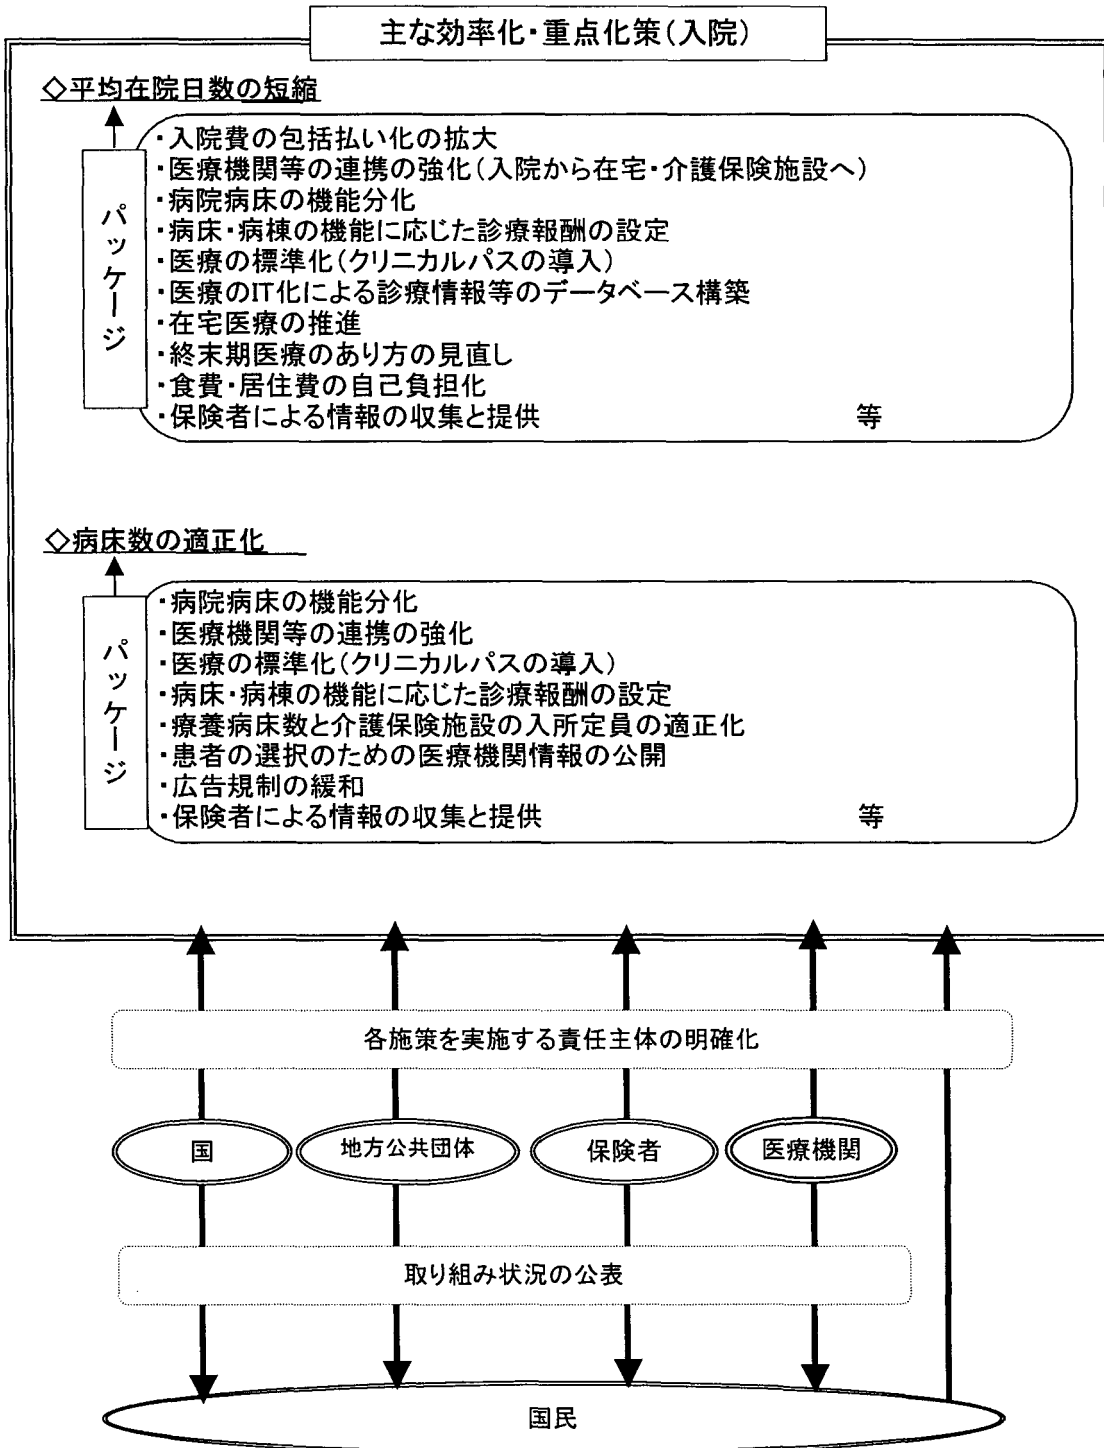 主な効率化・重点化策(入院)
◇平均在院日数の短縮
パッケージ
・入院費の包括払い化の拡大
・医療機関等の連携の強化(入院から在宅・介護保険施設へ)
・病院病床の機能分化
・病床・病棟の機能に応じた診療報酬の設定
・医療の標準化(クリニカルパスの導入)
・医療のIT化による診療情報等のデータベース構築
・在宅医療の推進
・終末期医療のあり方の見直し
・食費・居住費の自己負担化
・保険者による情報の収集と提供 等
◇病床数の適正化
パッケージ
・病院病床の機能分化
・医療機関等の連携の強化
・医療の標準化(クリニカルパスの導入)
・病床・病棟の機能に応じた診療報酬の設定
・療養病床数と介護保険施設の入所定員の適正化
・患者の選択のための医療機関情報の公開
・広告規制の緩和
・保険者による情報の収集と提供 等
各施策を実施する責任主体の明確化
国 地方公共団体 保険者 医療機関
取り組み状況の公表
国民